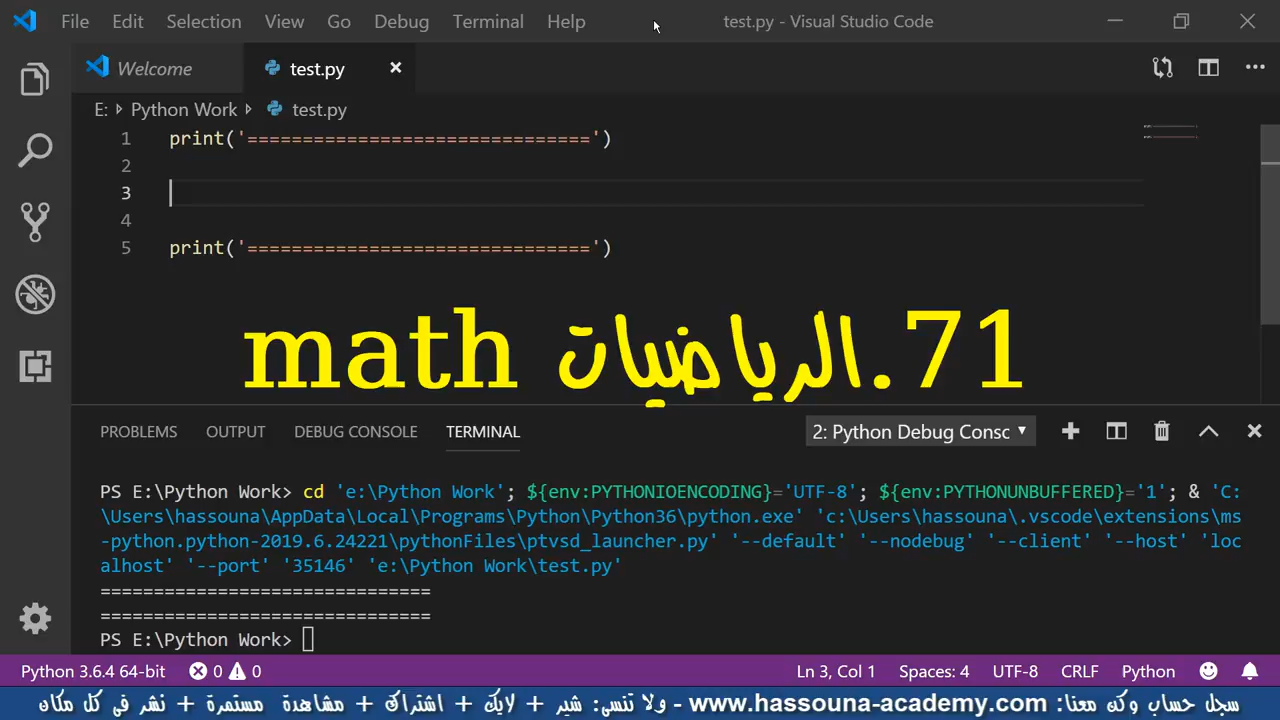 File Edit Selection View Go Debug Terminal Help test.py - Visual Studio Code
Welcome test.py
E: Python Work test.py
1 print('===============================')
2
3
4
5 print('===============================')
71.الرياضيات math
PROBLEMS OUTPUT DEBUG CONSOLE TERMINAL 2: Python Debug Consc
PS E:\Python Work> cd 'e:\Python Work'; ${env:PYTHONIOENCODING}='UTF-8'; ${env:PYTHONUNBUFFERED}='1'; & 'C:
\Users\hassouna\AppData\Local\Programs\Python\Python36\python.exe' 'c:\Users\hassouna\.vscode\extensions\ms
-python.python-2019.6.24221\pythonFiles\ptvsd_launcher.py' '--default' '--nodebug' '--client' '--host' 'loc
alhost' '--port' '35146' 'e:\Python Work\test.py'
==============================
==============================
PS E:\Python Work>
Python 3.6.4 64-bit 0 0 Ln 3, Col 1 Spaces: 4 UTF-8 CRLF Python
سجل حساب وكن معنا: www.hassouna-academy.com - ولا تنسى: شير + لايك + اشتراك + مشاهدة مستمرة + نشر في كل مكان